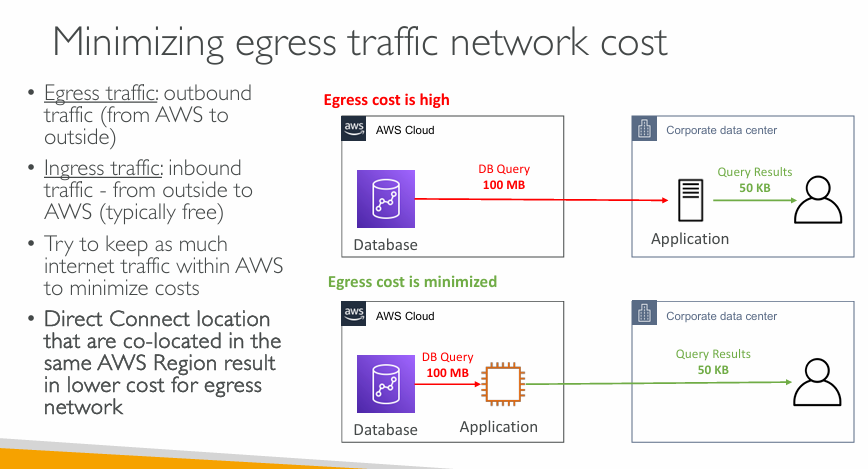 Minimizing egress traffic network cost
• Egress traffic: outbound
traffic (from AWS to
outside)
• Ingress traffic: inbound
traffic - from outside to
AWS (typically free)
• Try to keep as much
internet traffic within AWS
to minimize costs
• Direct Connect location
that are co-located in the
same AWS Region result
in lower cost for egress
network
Egress cost is high
aws
AWS Cloud
Corporate data center
DB Query
100 MB
Query Results
50 KB
Database
Application
Egress cost is minimized
aws
AWS Cloud
Corporate data center
DB Query
100 MB
Query Results
50 KB
Database
Application